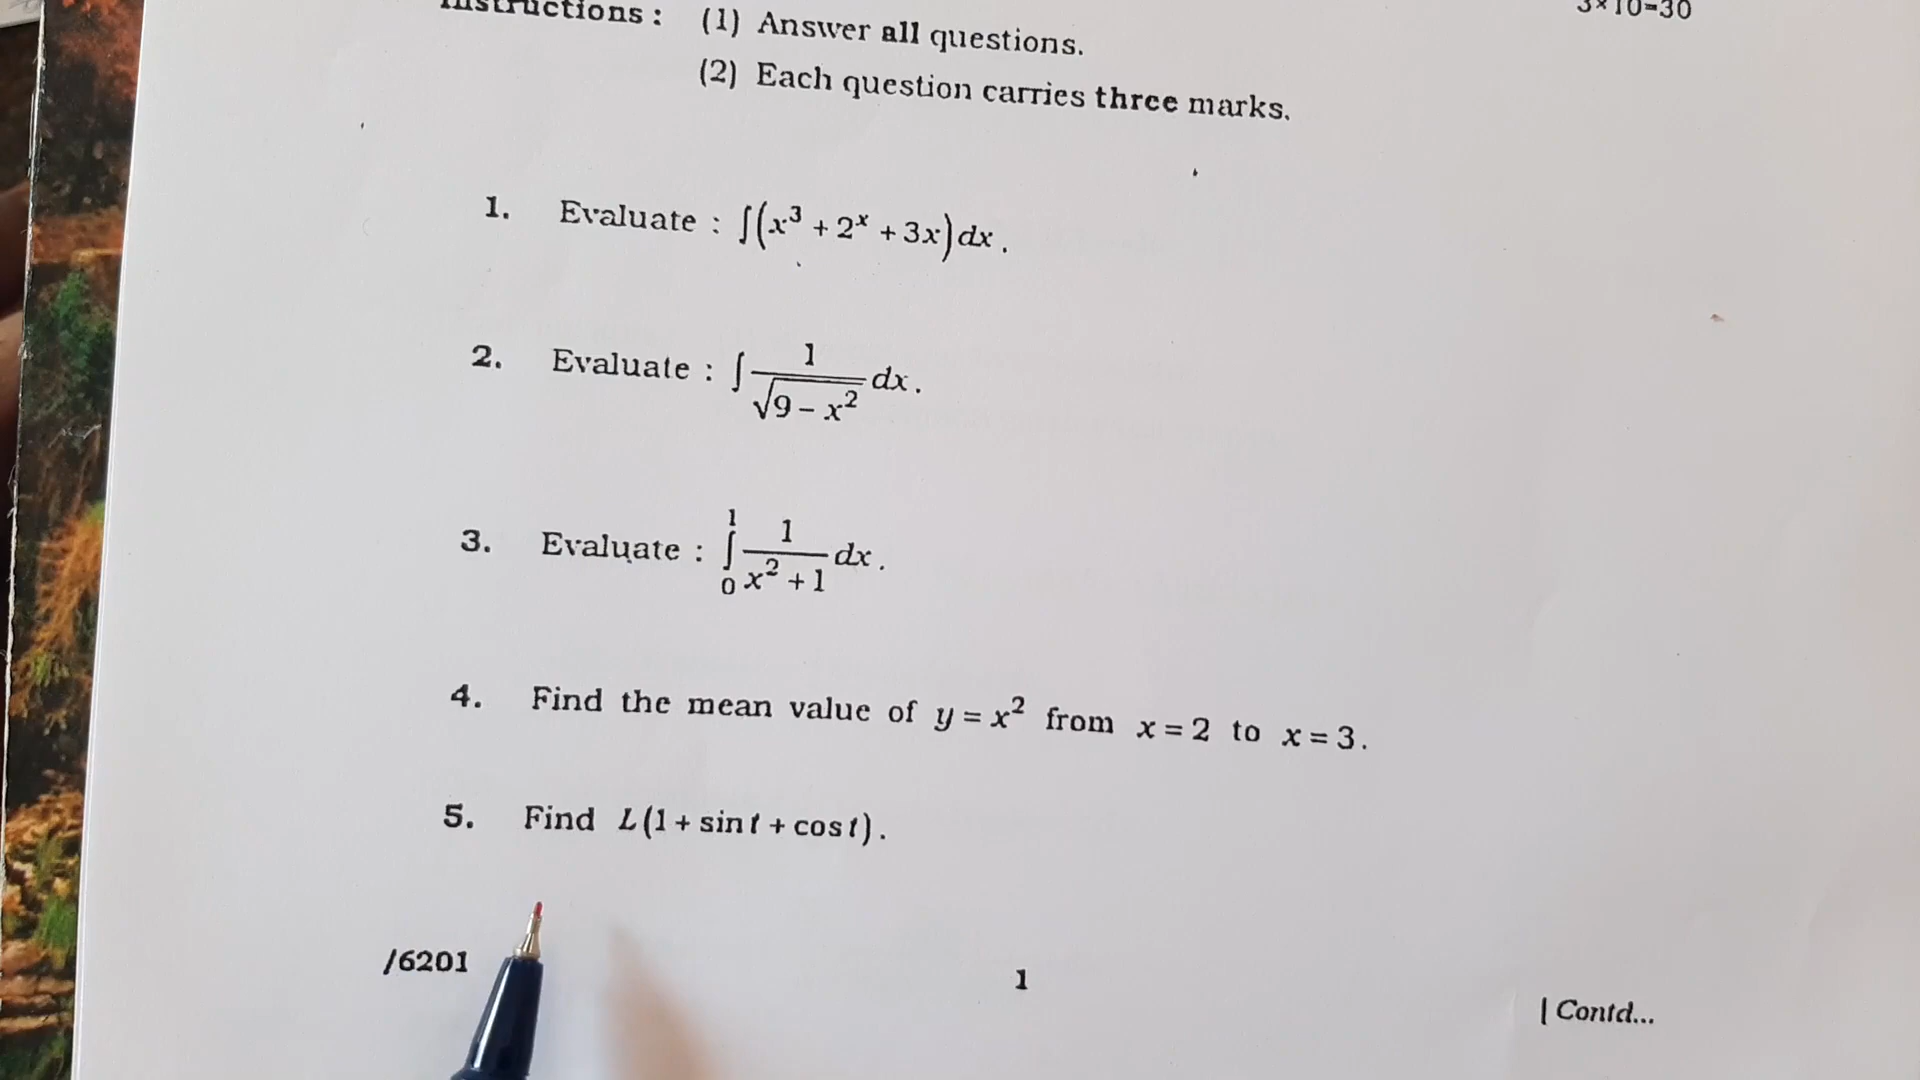 Instructions : (1) Answer all questions.
3×10=30
(2) Each question carries three marks.
1. Evaluate : ∫(x³ + 2ˣ + 3x) dx .
2. Evaluate : ∫ 1/√(9 – x²) dx .
3. Evaluate : ∫₀¹ 1/(x² + 1) dx .
4. Find the mean value of y = x² from x = 2 to x = 3 .
5. Find L(1 + sin t + cos t) .
/6201
1
[ Contd...